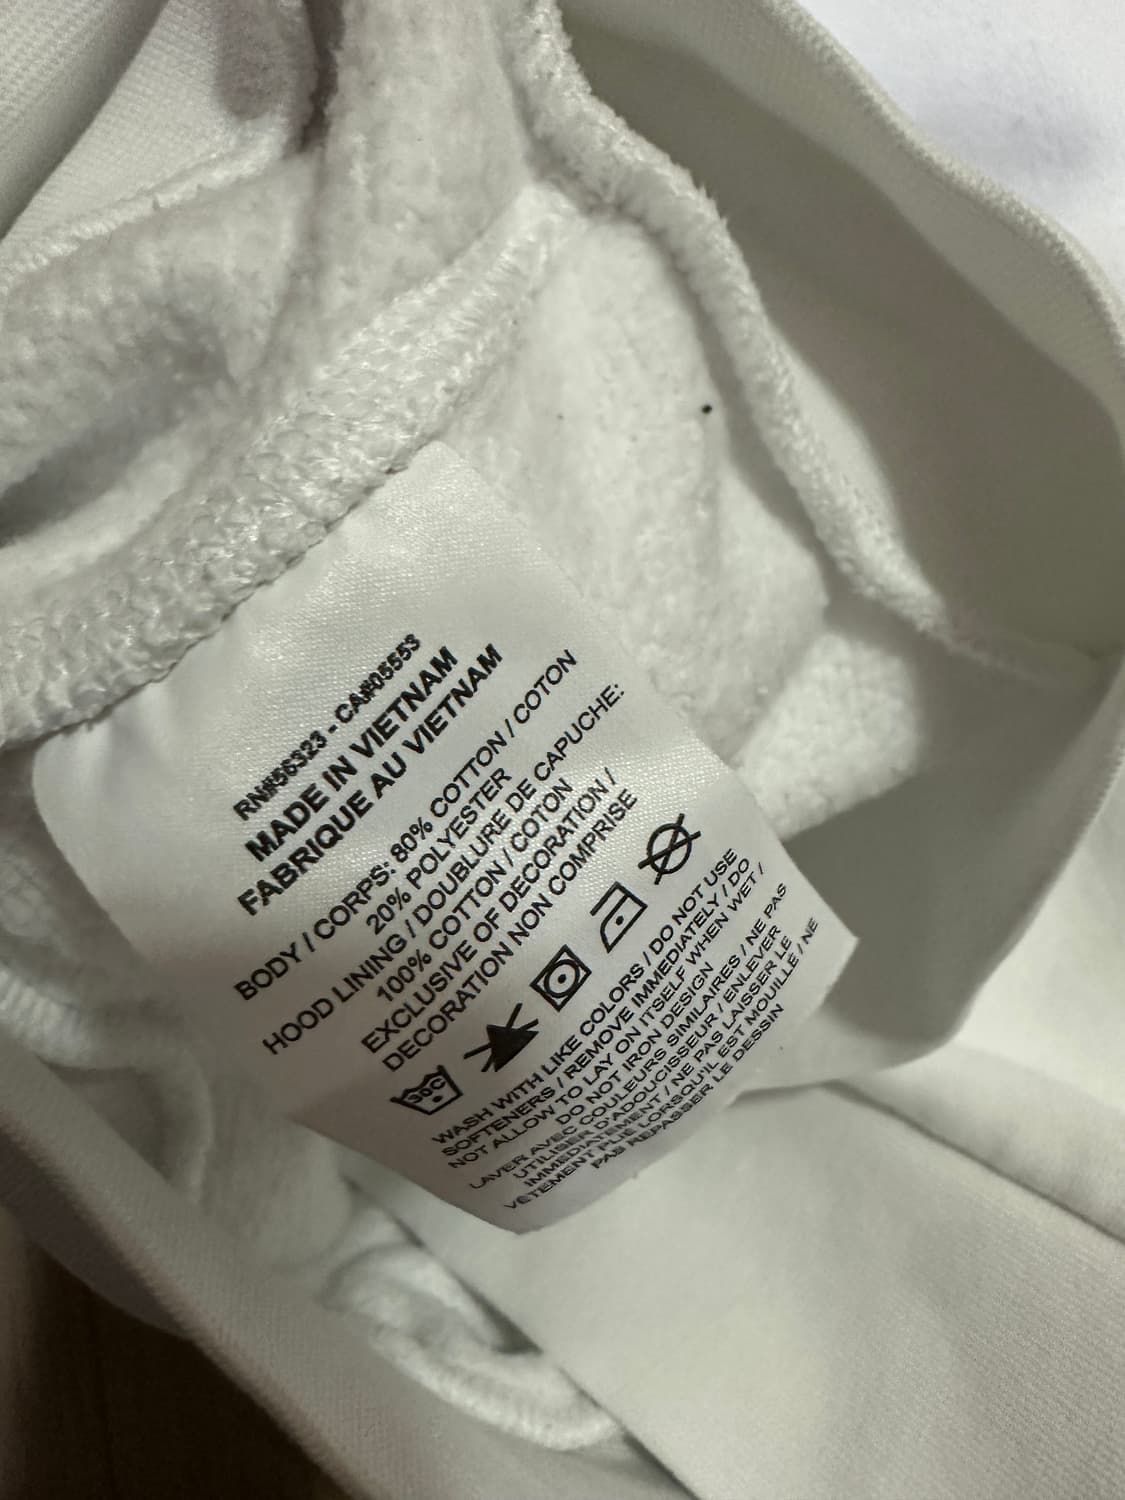 RN#56323 - CA#05553
MADE IN VIETNAM
FABRIQUE AU VIETNAM
BODY / CORPS: 80% COTTON / COTON
20% POLYESTER
HOOD LINING / DOUBLURE DE CAPUCHE:
100% COTTON / COTON
EXCLUSIVE OF DECORATION /
DECORATION NON COMPRISE
30C
WASH WITH LIKE COLORS / DO NOT USE
SOFTENERS / REMOVE IMMEDIATELY / DO
NOT ALLOW TO LAY ON ITSELF WHEN WET /
DO NOT IRON DESIGN
LAVER AVEC COULEURS SIMILAIRES / NE PAS
UTILISER D'ADOUCISSEUR / ENLEVER
IMMEDIATEMENT / NE PAS LAISSER LE
VETEMENT PLIE LORSQU'IL EST MOUILLÉ / NE
PAS REPASSER LE DESSIN